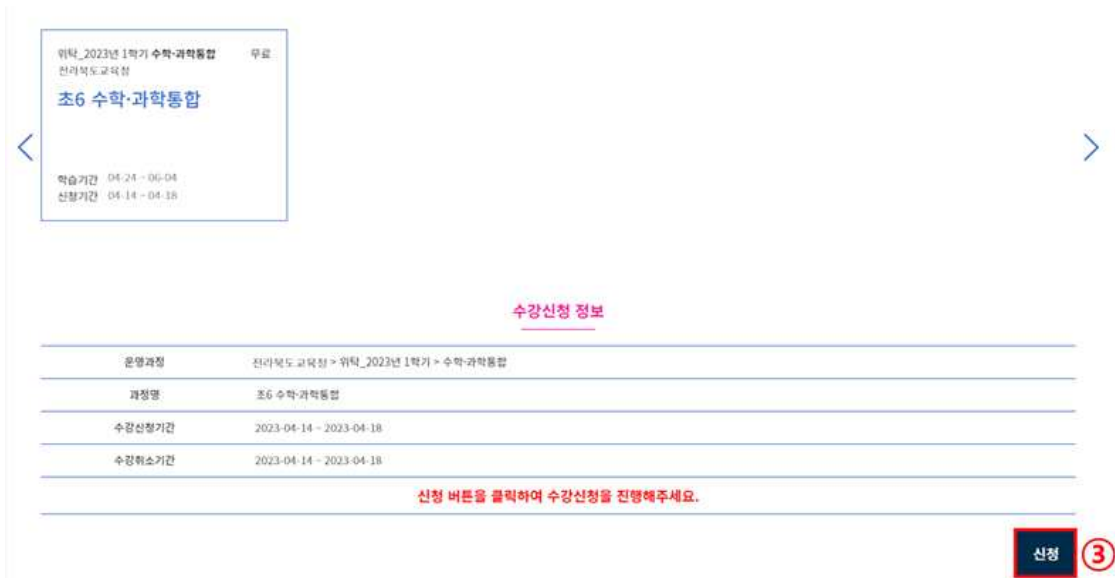 위탁_2023년 1학기 수학·과학통합 무료
전라북도교육청
초6 수학·과학통합
학습기간 04-24 ~ 06-04
신청기간 04-14 ~ 04-18
수강신청 정보
운영과정 전라북도교육청 > 위탁_2023년 1학기 > 수학·과학통합
과정명 초6 수학·과학통합
수강신청기간 2023-04-14 ~ 2023-04-18
수강취소기간 2023-04-14 ~ 2023-04-18
신청 버튼을 클릭하여 수강신청을 진행해주세요.
신청 ③